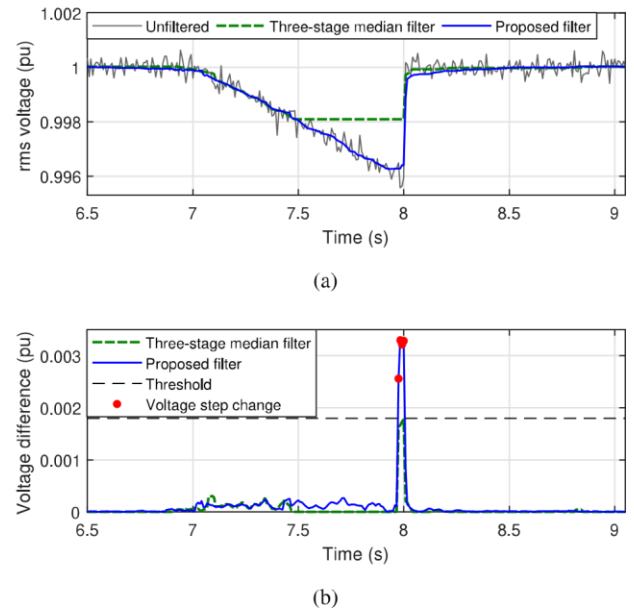 Unfiltered Three-stage median filter Proposed filter
1.002
1
0.998
0.996
rms voltage (pu)
6.5 7 7.5 8 8.5 9
Time (s)
(a)
Three-stage median filter
Proposed filter
Threshold
Voltage step change
0.003
0.002
0.001
0
Voltage difference (pu)
6.5 7 7.5 8 8.5 9
Time (s)
(b)